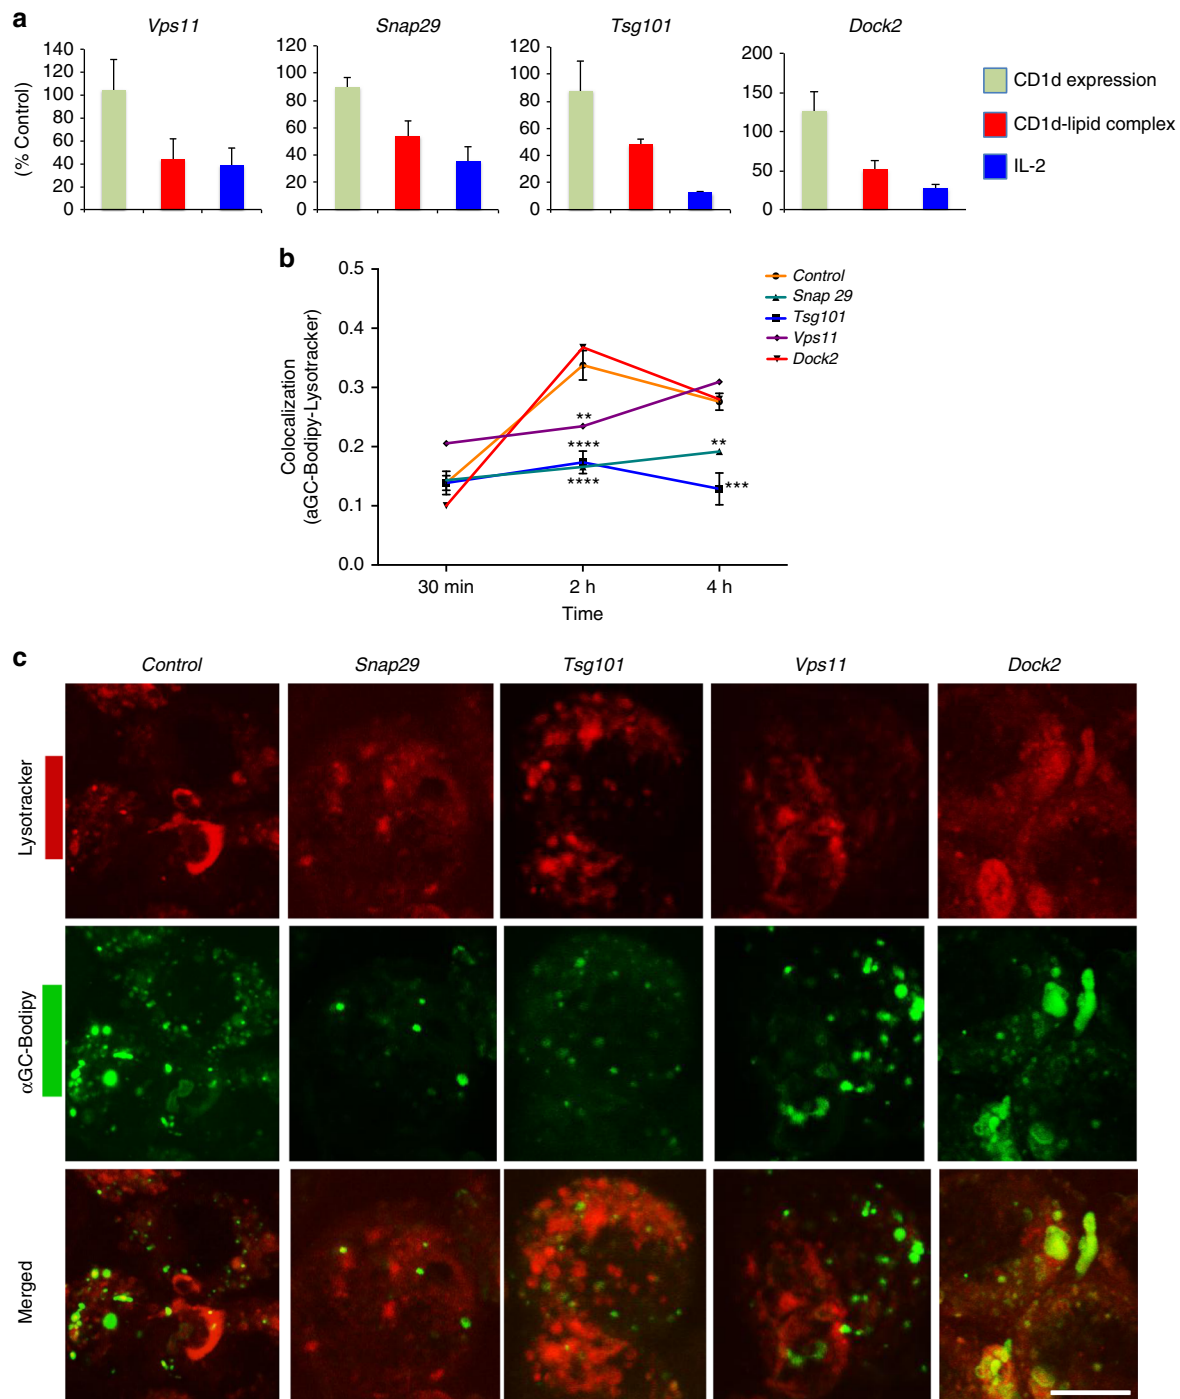 a
Vps11
Snap29
Tsg101
Dock2
(% Control)
140
120
100
80
60
40
20
0
120
100
80
60
40
20
0
120
100
80
60
40
20
0
200
150
100
50
0
CD1d expression
CD1d-lipid complex
IL-2
b
Colocalization
(aGC-Bodipy-Lysotracker)
0.5
0.4
0.3
0.2
0.1
0.0
**
****
****
**
***
30 min
2 h
4 h
Time
Control
Snap 29
Tsg101
Vps11
Dock2
c
Control
Snap29
Tsg101
Vps11
Dock2
Lysotracker
αGC-Bodipy
Merged